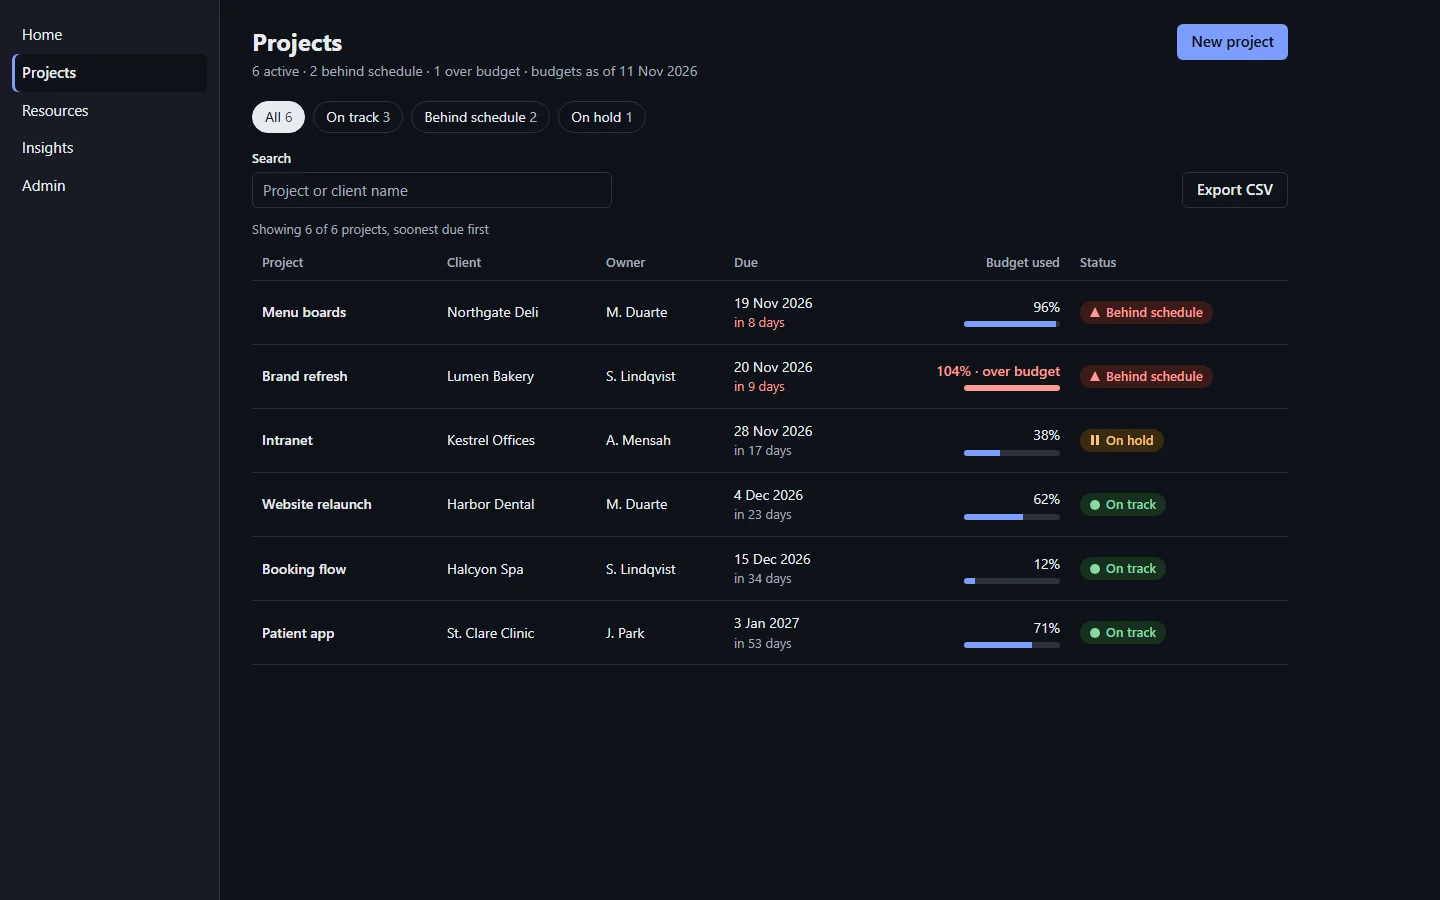 Home
Projects
Resources
Insights
Admin
Projects
New project
6 active · 2 behind schedule · 1 over budget · budgets as of 11 Nov 2026
All 6
On track 3
Behind schedule 2
On hold 1
Search
Project or client name
Export CSV
Showing 6 of 6 projects, soonest due first
Project Client Owner Due Budget used Status
Menu boards Northgate Deli M. Duarte 19 Nov 2026 96% Behind schedule
in 8 days
Brand refresh Lumen Bakery S. Lindqvist 20 Nov 2026 104% · over budget Behind schedule
in 9 days
Intranet Kestrel Offices A. Mensah 28 Nov 2026 38% On hold
in 17 days
Website relaunch Harbor Dental M. Duarte 4 Dec 2026 62% On track
in 23 days
Booking flow Halcyon Spa S. Lindqvist 15 Dec 2026 12% On track
in 34 days
Patient app St. Clare Clinic J. Park 3 Jan 2027 71% On track
in 53 days